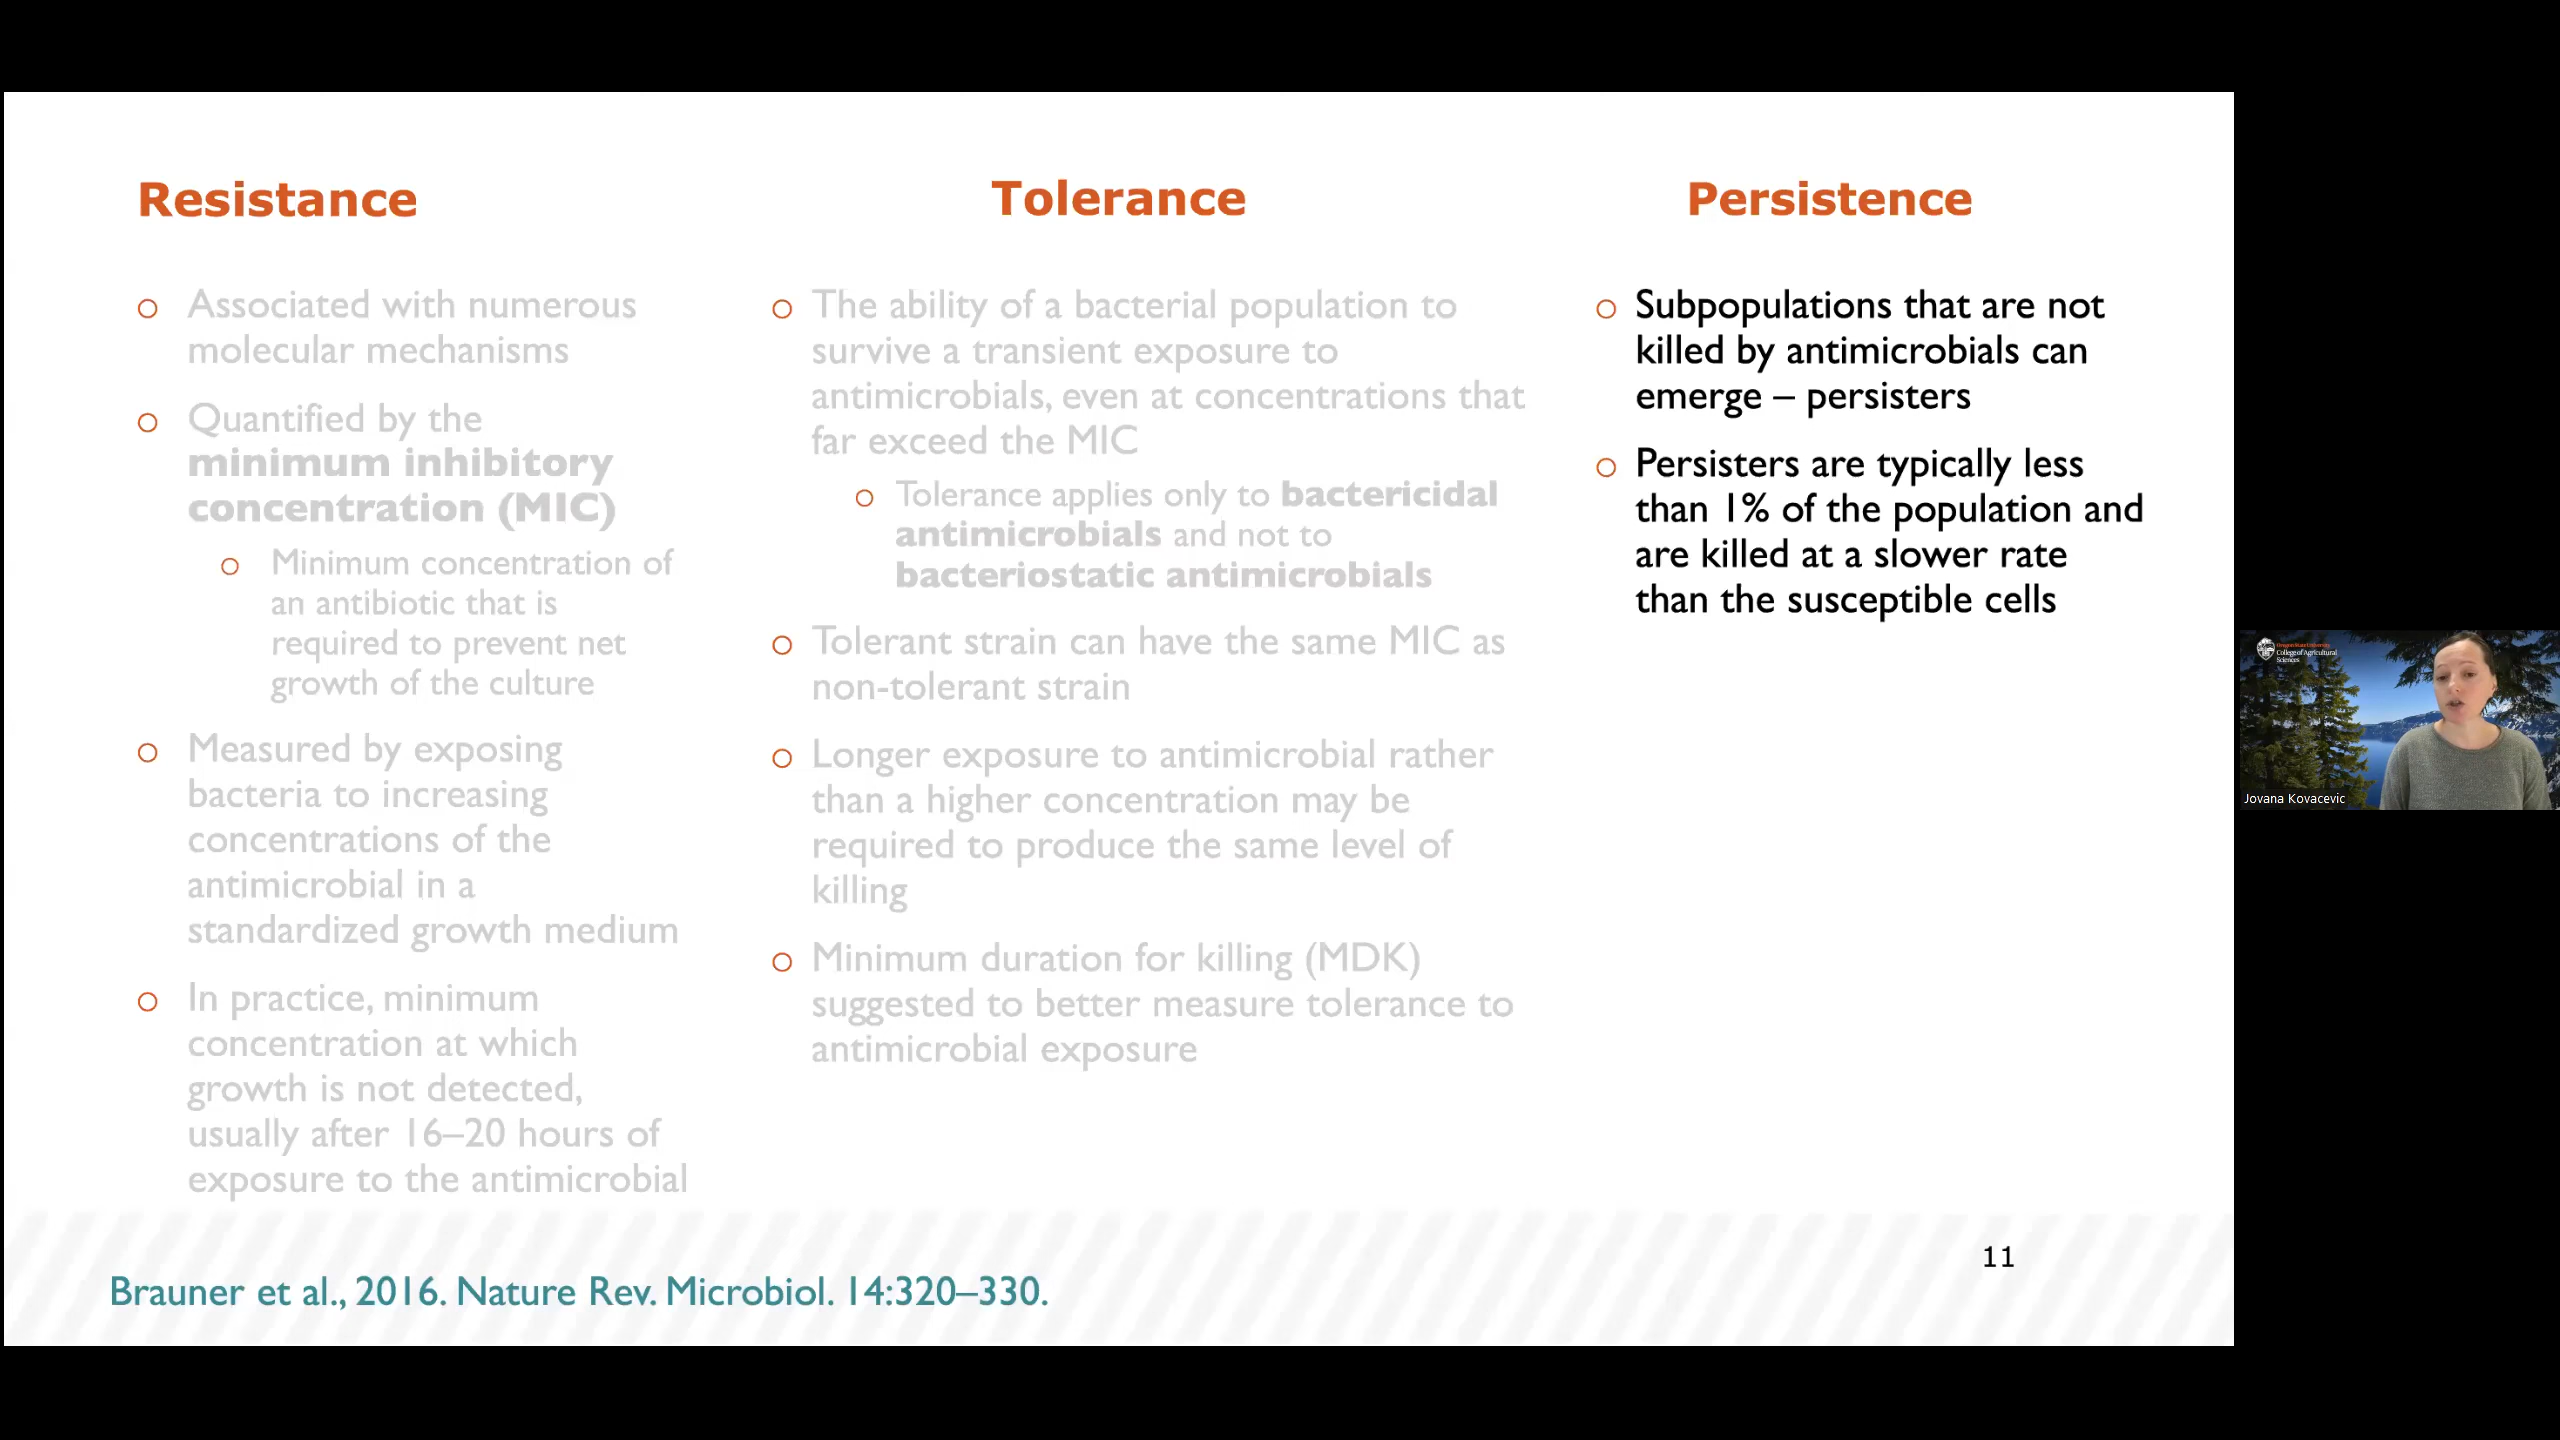 Resistance
Associated with numerous
molecular mechanisms
Quantified by the
minimum inhibitory
concentration (MIC)
Minimum concentration of
an antibiotic that is
required to prevent net
growth of the culture
Measured by exposing
bacteria to increasing
concentrations of the
antimicrobial in a
standardized growth medium
In practice, minimum
concentration at which
growth is not detected,
usually after 16–20 hours of
exposure to the antimicrobial
Tolerance
The ability of a bacterial population to
survive a transient exposure to
antimicrobials, even at concentrations that
far exceed the MIC
Tolerance applies only to bactericidal
antimicrobials and not to
bacteriostatic antimicrobials
Tolerant strain can have the same MIC as
non-tolerant strain
Longer exposure to antimicrobial rather
than a higher concentration may be
required to produce the same level of
killing
Minimum duration for killing (MDK)
suggested to better measure tolerance to
antimicrobial exposure
Persistence
Subpopulations that are not
killed by antimicrobials can
emerge – persisters
Persisters are typically less
than 1% of the population and
are killed at a slower rate
than the susceptible cells
11
Brauner et al., 2016. Nature Rev. Microbiol. 14:320–330.
Oregon State University
College of Agricultural
Sciences
Jovana Kovacevic